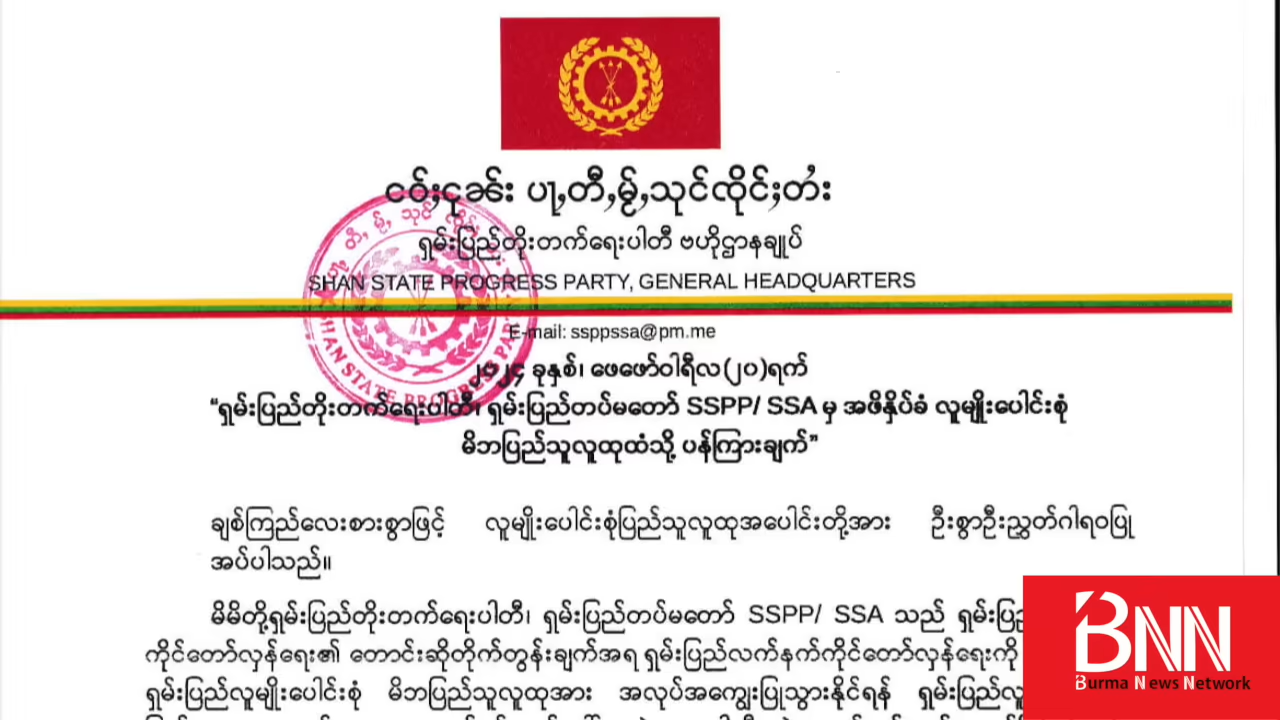 ငဝ်ႈငုၼ်း ပႃႇတီႇမႂ်ႇသုင်ၸိုင်ႈတႆး
ရှမ်းပြည်တိုးတက်ရေးပါတီ ဗဟိုဌာနချုပ်
SHAN STATE PROGRESS PARTY, GENERAL HEADQUARTERS
E-mail: ssppssa@pm.me
၂၀၂၄ ခုနှစ်၊ ဖေဖော်ဝါရီလ(၂၀)ရက်
“ရှမ်းပြည်တိုးတက်ရေးပါတီ၊ ရှမ်းပြည်တပ်မတော် SSPP/ SSA မှ အဖိနှိပ်ခံ လူမျိုးပေါင်းစုံ
မိဘပြည်သူလူထုထံသို့ ပန်ကြားချက်”
ချစ်ကြည်လေးစားစွာဖြင့် လူမျိုးပေါင်းစုံပြည်သူလူထုအပေါင်းတို့အား ဦးစွာဦးညွှတ်ဂါရဝပြု
အပ်ပါသည်။
မိမိတို့ရှမ်းပြည်တိုးတက်ရေးပါတီ၊ ရှမ်းပြည်တပ်မတော် SSPP/ SSA သည် ရှမ်းပြည်
ကိုင်တော်လှန်ရေး၏ တောင်းဆိုတိုက်တွန်းချက်အရ ရှမ်းပြည်လက်နက်ကိုင်တော်လှန်ရေးကို
ရှမ်းပြည်လူမျိုးပေါင်းစုံ မိဘပြည်သူလူထုအား အလုပ်အကျွေးပြုသွားနိုင်ရန် ရှမ်းပြည်လူ
SHAN STATE PROGRESS PARTY
BNN
Burma News Network